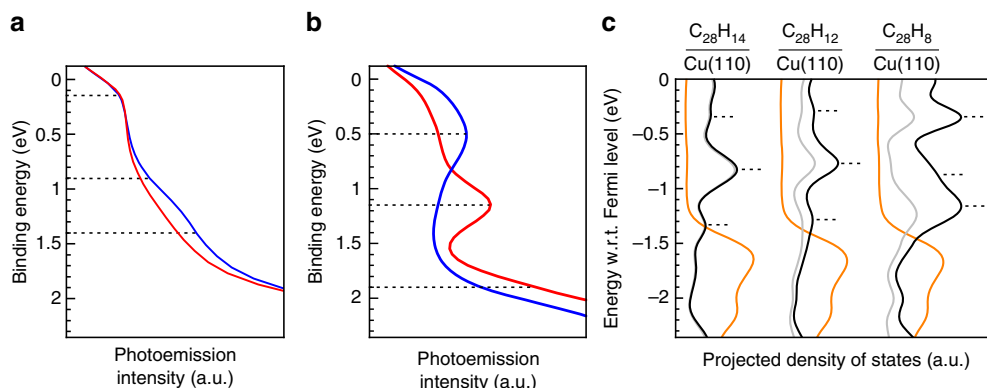 a
0
0.5
1
1.5
2
Binding energy (eV)
Photoemission
intensity (a.u.)
b
0
0.5
1
1.5
2
Binding energy (eV)
Photoemission
intensity (a.u.)
c
C28H14
Cu(110)
C28H12
Cu(110)
C28H8
Cu(110)
0
−0.5
−1
−1.5
−2
Energy w.r.t. Fermi level (eV)
Projected density of states (a.u.)